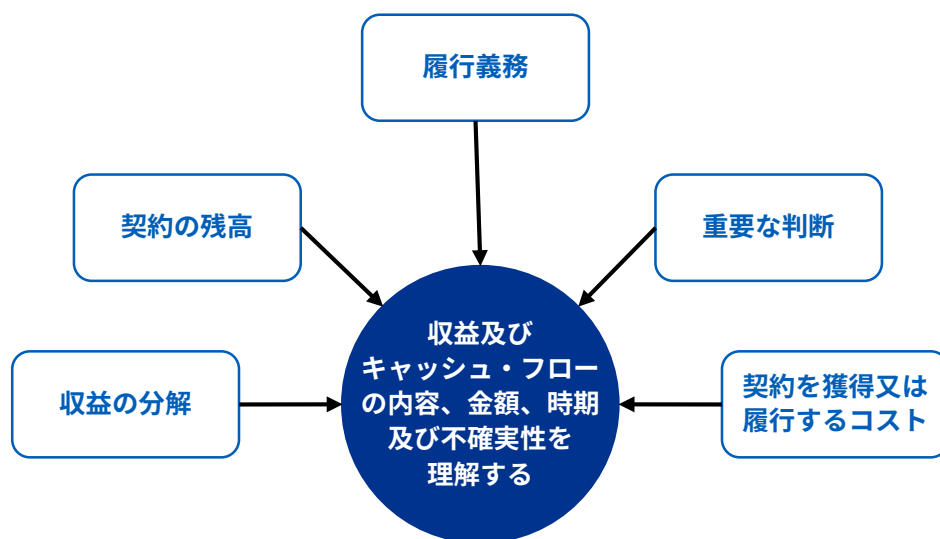 履行義務
契約の残高
重要な判断
収益及び
キャッシュ・フロー
の内容、金額、時期
及び不確実性を
理解する
収益の分解
契約を獲得又は
履行するコスト